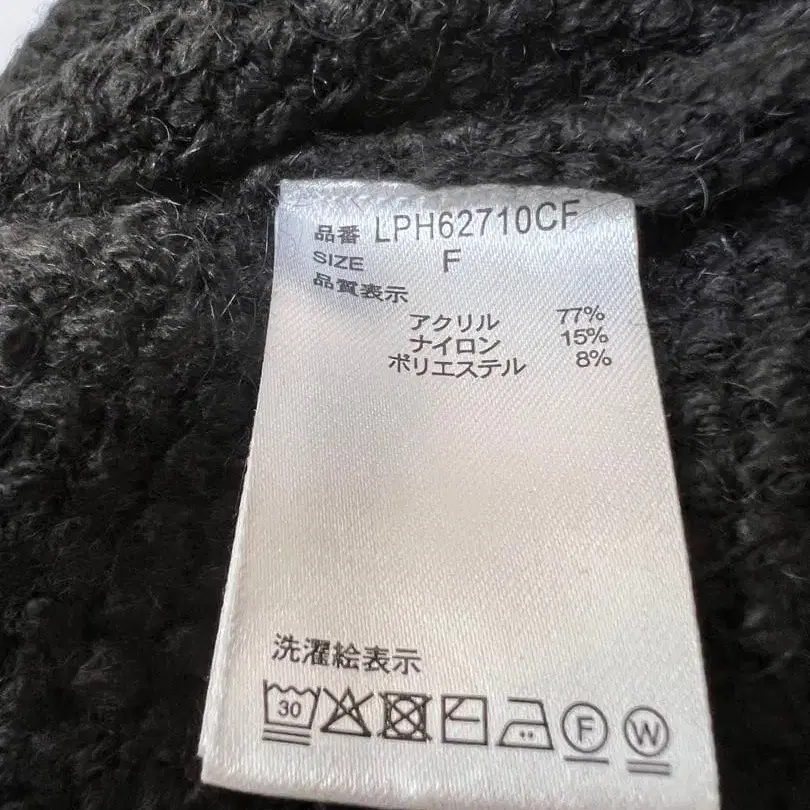 品番 LPH62710CF
SIZE F
品質表示
アクリル 77%
ナイロン 15%
ポリエステル 8%
洗濯絵表示
30 F W